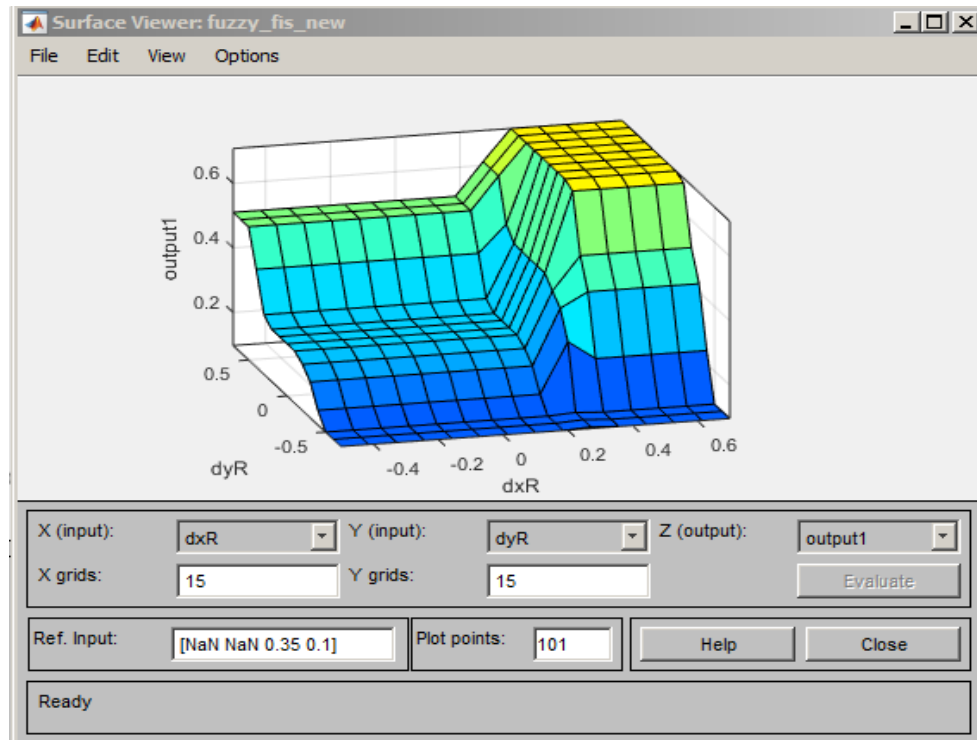 Surface Viewer: fuzzy_fis_new
File Edit View Options
0.6
0.4
0.2
output1
0.5
0
-0.5
dyR
-0.4 -0.2 0 0.2 0.4 0.6
dxR
X (input): dxR Y (input): dyR Z (output): output1
X grids: 15 Y grids: 15 Evaluate
Ref. Input: [NaN NaN 0.35 0.1] Plot points: 101 Help Close
Ready